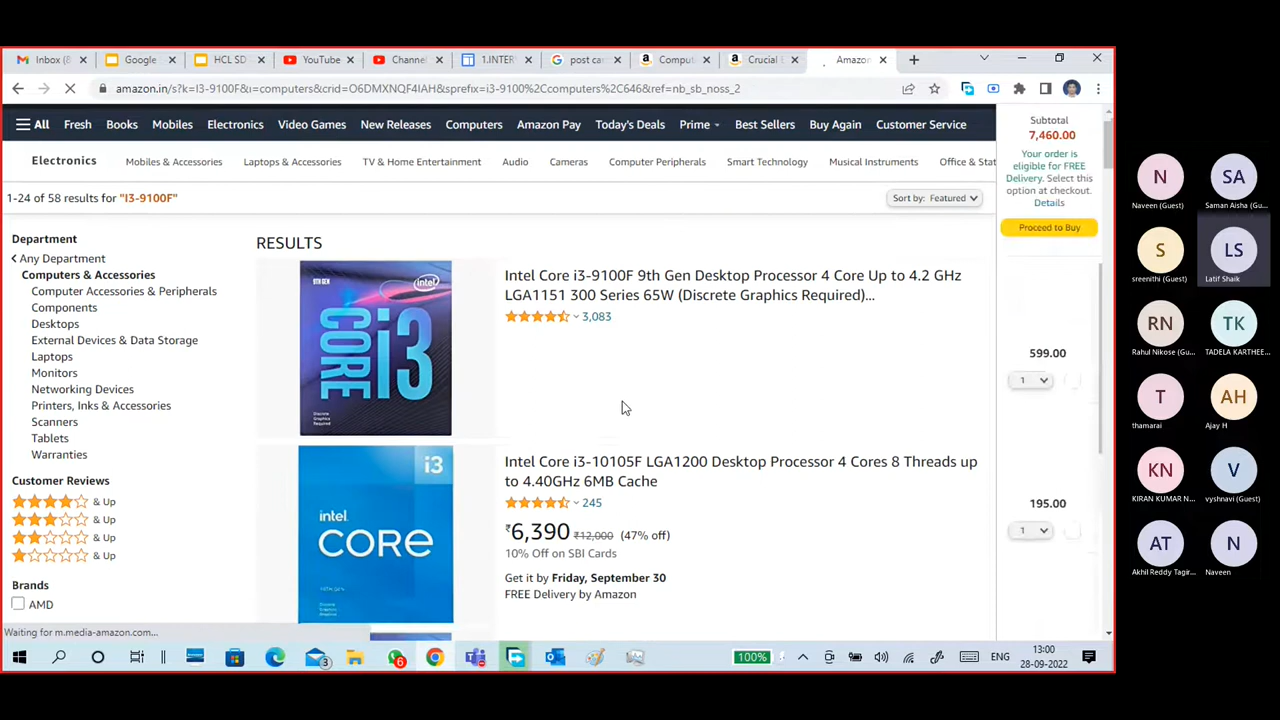 Inbox (8
Google
HCL SD
YouTube
Channel
1.INTER
post ca
Comput
Crucial
Amazon
amazon.in/s?k=I3-9100F&i=computers&crid=O6DMXNQF4IAH&sprefix=i3-9100%2Ccomputers%2C646&ref=nb_sb_noss_2
All Fresh Books Mobiles Electronics Video Games New Releases Computers Amazon Pay Today's Deals Prime Best Sellers Buy Again Customer Service
Electronics Mobiles & Accessories Laptops & Accessories TV & Home Entertainment Audio Cameras Computer Peripherals Smart Technology Musical Instruments Office & Stat
1-24 of 58 results for "I3-9100F"
Sort by: Featured
Department
Any Department
Computers & Accessories
Computer Accessories & Peripherals
Components
Desktops
External Devices & Data Storage
Laptops
Monitors
Networking Devices
Printers, Inks & Accessories
Scanners
Tablets
Warranties
Customer Reviews
& Up
& Up
& Up
& Up
Brands
AMD
Waiting for m.media-amazon.com...
RESULTS
9TH GEN
intel
CORE i3
Discrete
Graphics
Required
Intel Core i3-9100F 9th Gen Desktop Processor 4 Core Up to 4.2 GHz
LGA1151 300 Series 65W (Discrete Graphics Required)...
3,083
i3
intel
CORE
Intel Core i3-10105F LGA1200 Desktop Processor 4 Cores 8 Threads up
to 4.40GHz 6MB Cache
245
₹6,390 ₹12,000 (47% off)
10% Off on SBI Cards
Get it by Friday, September 30
FREE Delivery by Amazon
Subtotal
7,460.00
Your order is
eligible for FREE
Delivery. Select this
option at checkout.
Details
Proceed to Buy
599.00
1
195.00
1
3
6
100%
ENG
13:00
28-09-2022
N
Naveen (Guest)
SA
Saman Aisha (Gu...
S
sreenithi (Guest)
LS
Latif Shaik
RN
Rahul Nikose (Gu...
TK
TADELA KARTHEE...
T
thamarai
AH
Ajay H
KN
KIRAN KUMAR N...
V
vyshnavi (Guest)
AT
Akhil Reddy Tagir...
N
Naveen